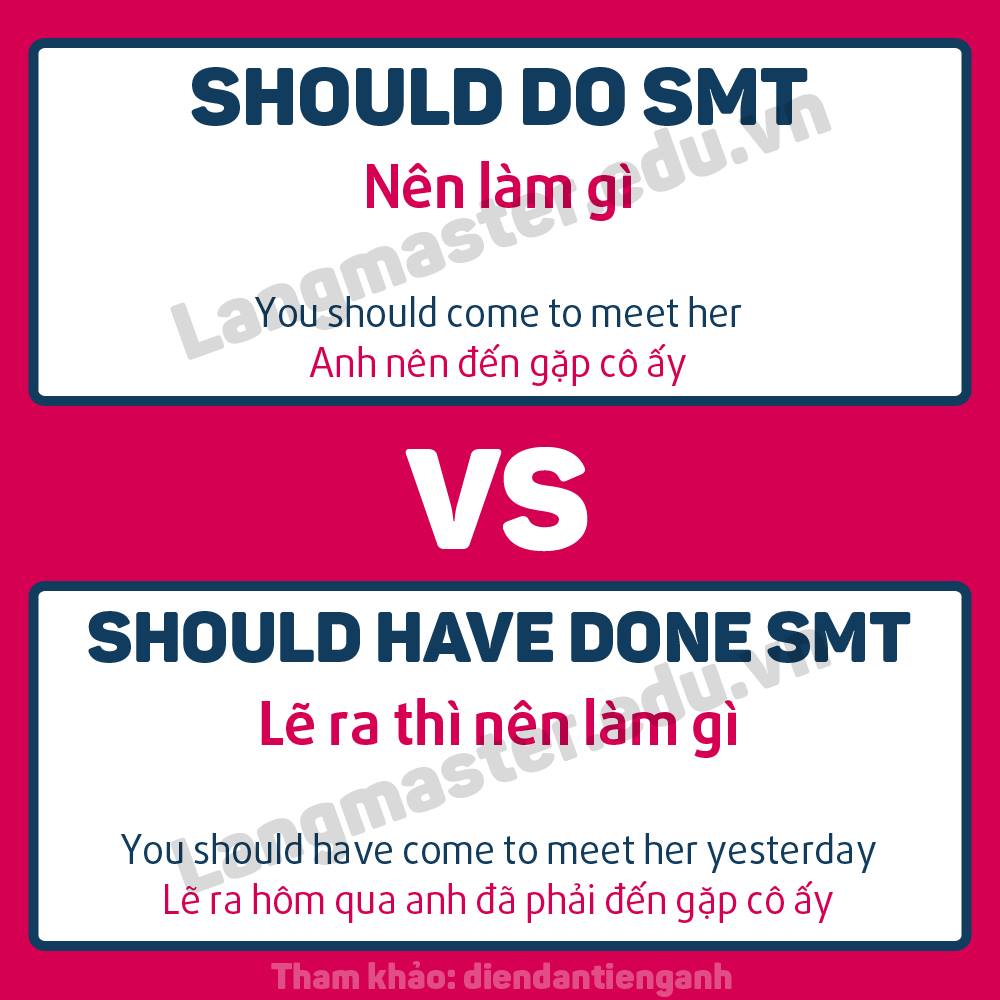 SHOULD DO SMT
Nên làm gì
Langmaster.edu.vn
You should come to meet her
Anh nên đến gặp cô ấy
VS
SHOULD HAVE DONE SMT
Lẽ ra thì nên làm gì
Langmaster.edu.vn
You should have come to meet her yesterday
Lẽ ra hôm qua anh đã phải đến gặp cô ấy
Tham khảo: diendantienganh